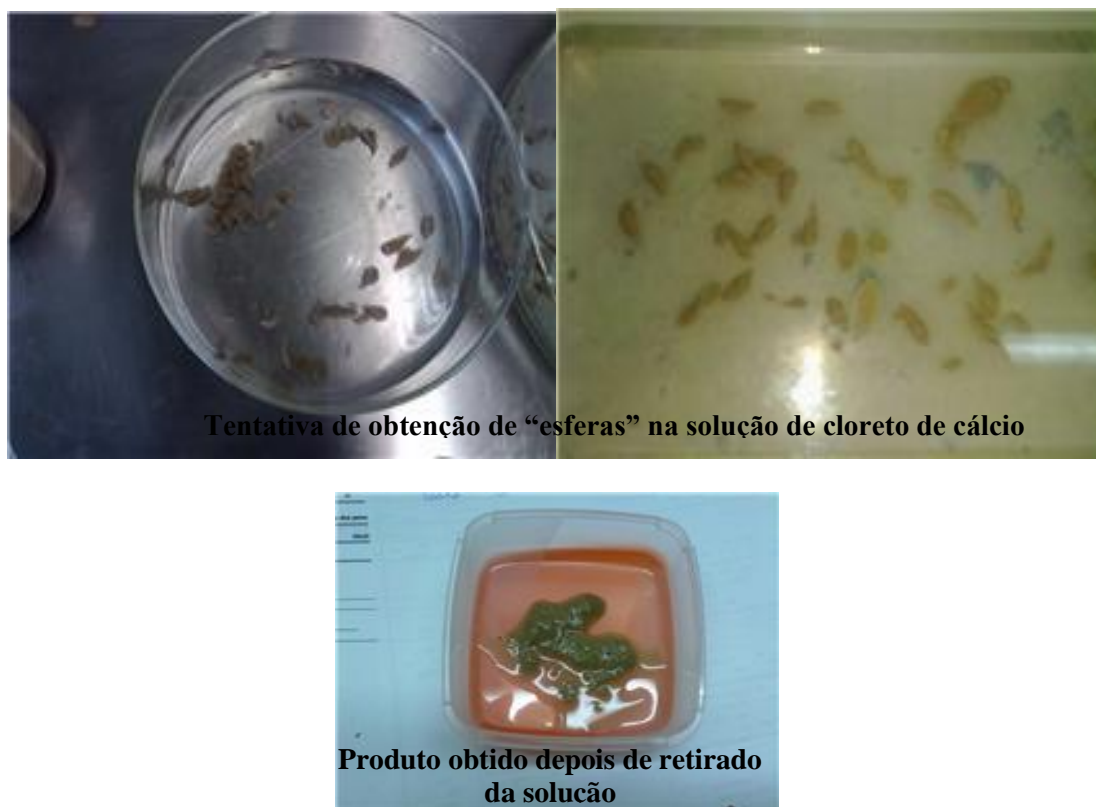 Tentativa de obtenção de “esferas” na solução de cloreto de cálcio
Produto obtido depois de retirado
da solução